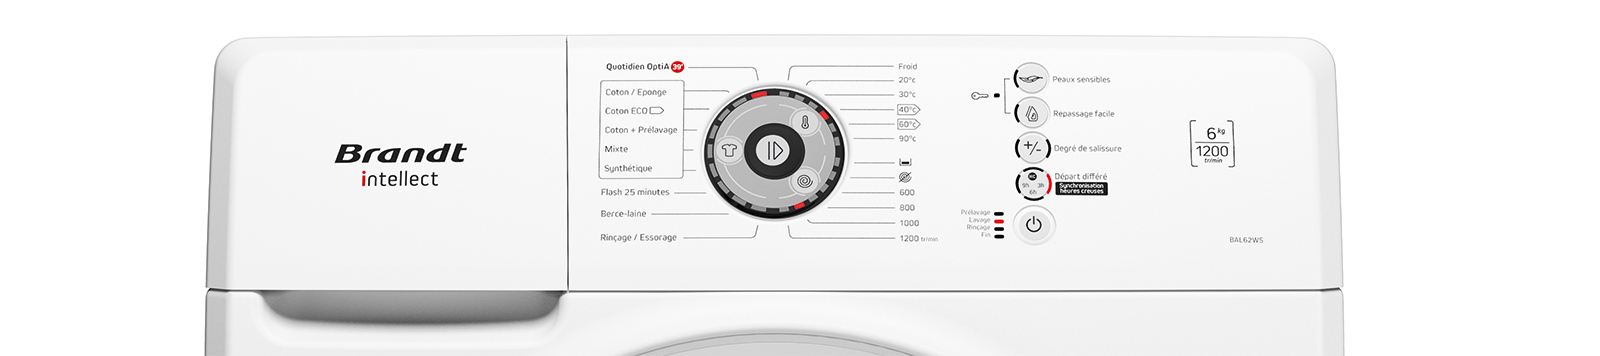 Brandt
intellect
Quotidien OptiA 39'
Coton / Eponge
Coton ECO
Coton + Prélavage
Mixte
Synthétique
Flash 25 minutes
Berce-laine
Rinçage / Essorage
Froid
20°c
30°c
40°c
60°c
90°c
600
800
1000
1200 tr/min
Peaux sensibles
Repassage facile
+/-
Degré de salissure
HC
9h 3h
6h
Départ différé
Synchronisation
heures creuses
Prélavage
Lavage
Rinçage
Fin
6 kg
1200
tr/min
BAL62WS